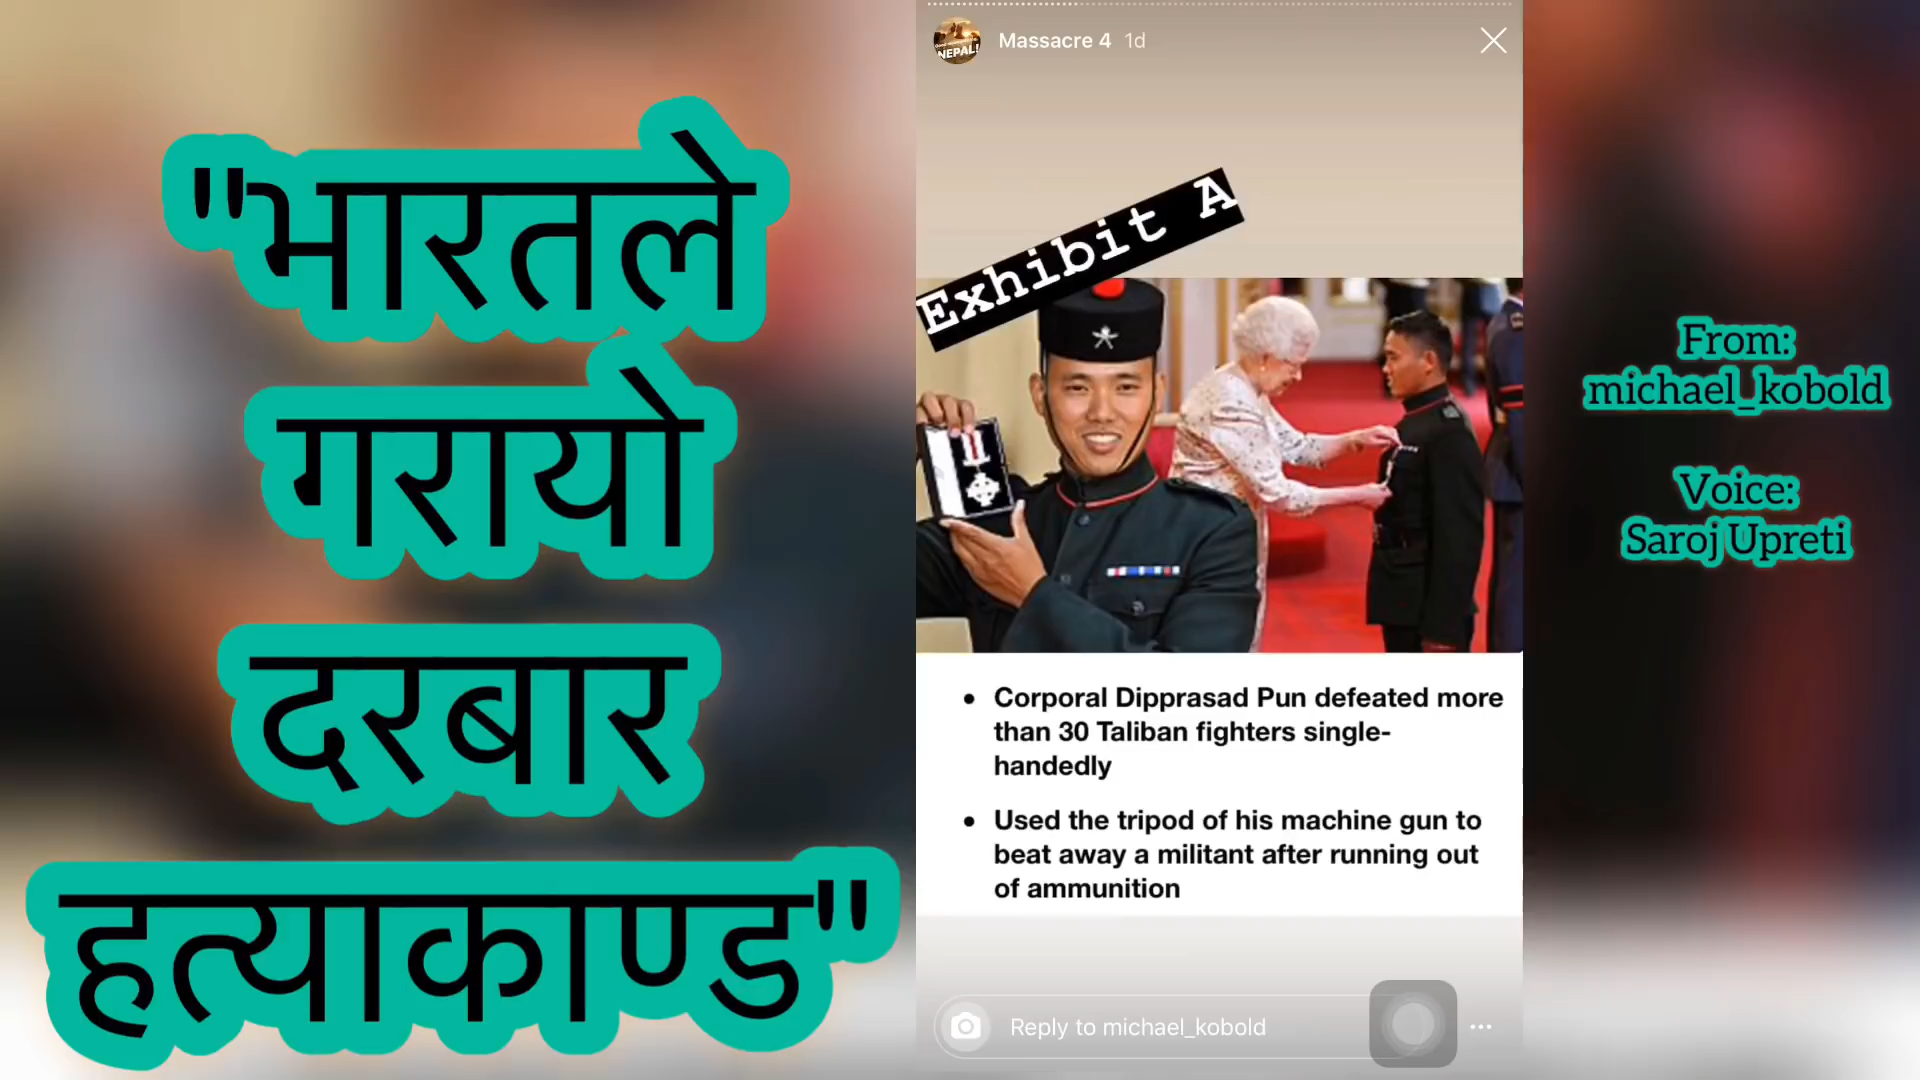 "भारतले
गरायो
दरबार
हत्याकाण्ड"
NEPAL!
Massacre 4 1d
Exhibit A
• Corporal Dipprasad Pun defeated more
than 30 Taliban fighters single-
handedly
• Used the tripod of his machine gun to
beat away a militant after running out
of ammunition
Reply to michael_kobold
From:
michael_kobold
Voice:
Saroj Upreti